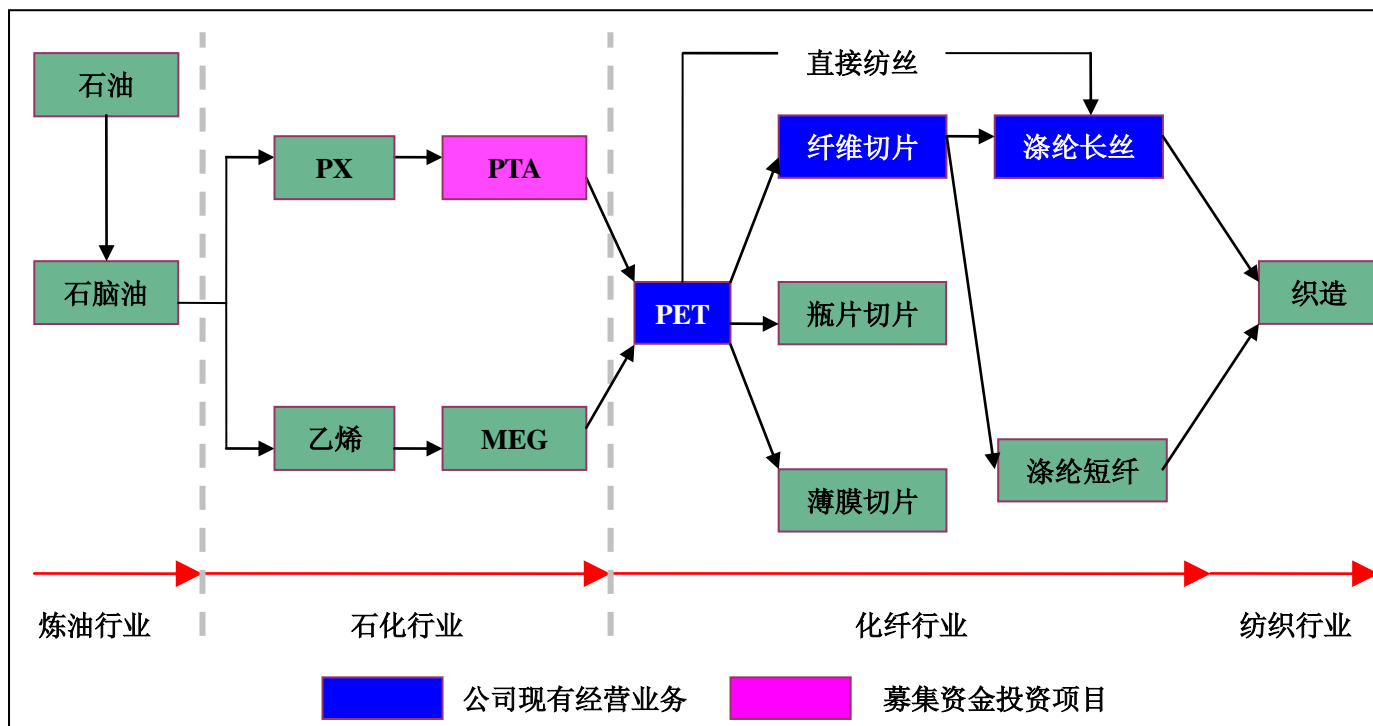 直接纺丝
石油
PX
PTA
纤维切片
涤纶长丝
石脑油
PET
瓶片切片
织造
乙烯
MEG
涤纶短纤
薄膜切片
炼油行业
石化行业
化纤行业
纺织行业
公司现有经营业务
募集资金投资项目